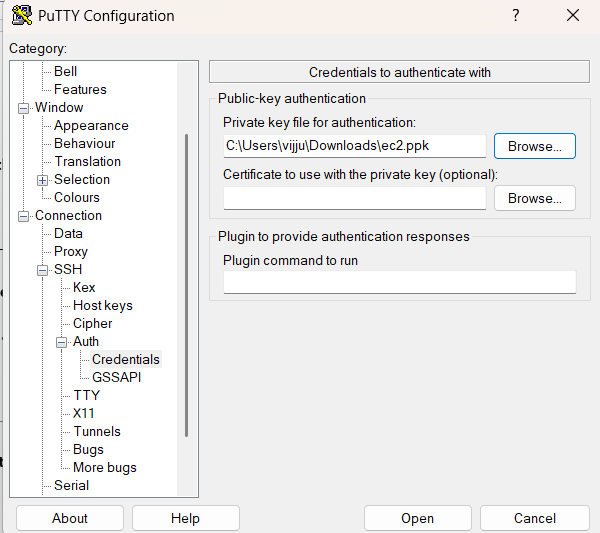 PuTTY Configuration
Category:
Bell
Features
Window
Appearance
Behaviour
Translation
Selection
Colours
Connection
Data
Proxy
SSH
Kex
Host keys
Cipher
Auth
Credentials
GSSAPI
TTY
X11
Tunnels
Bugs
More bugs
Serial
Credentials to authenticate with
Public-key authentication
Private key file for authentication:
C:\Users\vijju\Downloads\ec2.ppk
Browse...
Certificate to use with the private key (optional):
Browse...
Plugin to provide authentication responses
Plugin command to run
About
Help
Open
Cancel